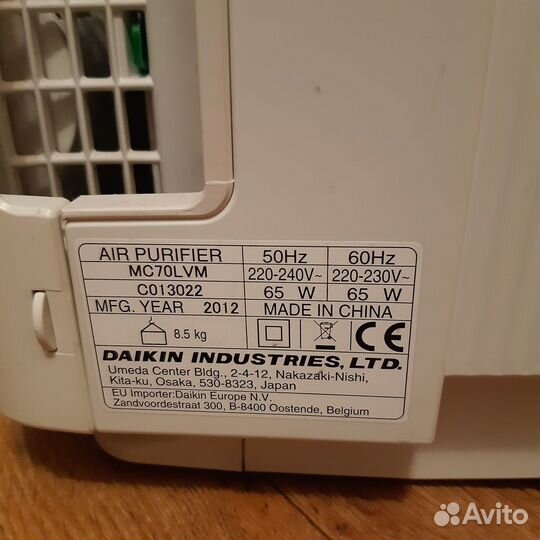 AIR PURIFIER 50Hz 60Hz
MC70LVM 220-240V~ 220-230V~
C013022 65 W 65 W
MFG. YEAR 2012 MADE IN CHINA
8.5 kg CE
DAIKIN INDUSTRIES, LTD.
Umeda Center Bldg., 2-4-12, Nakazaki-Nishi,
Kita-ku, Osaka, 530-8323, Japan
EU Importer:Daikin Europe N.V.
Zandvoordestraat 300, B-8400 Oostende, Belgium
Avito